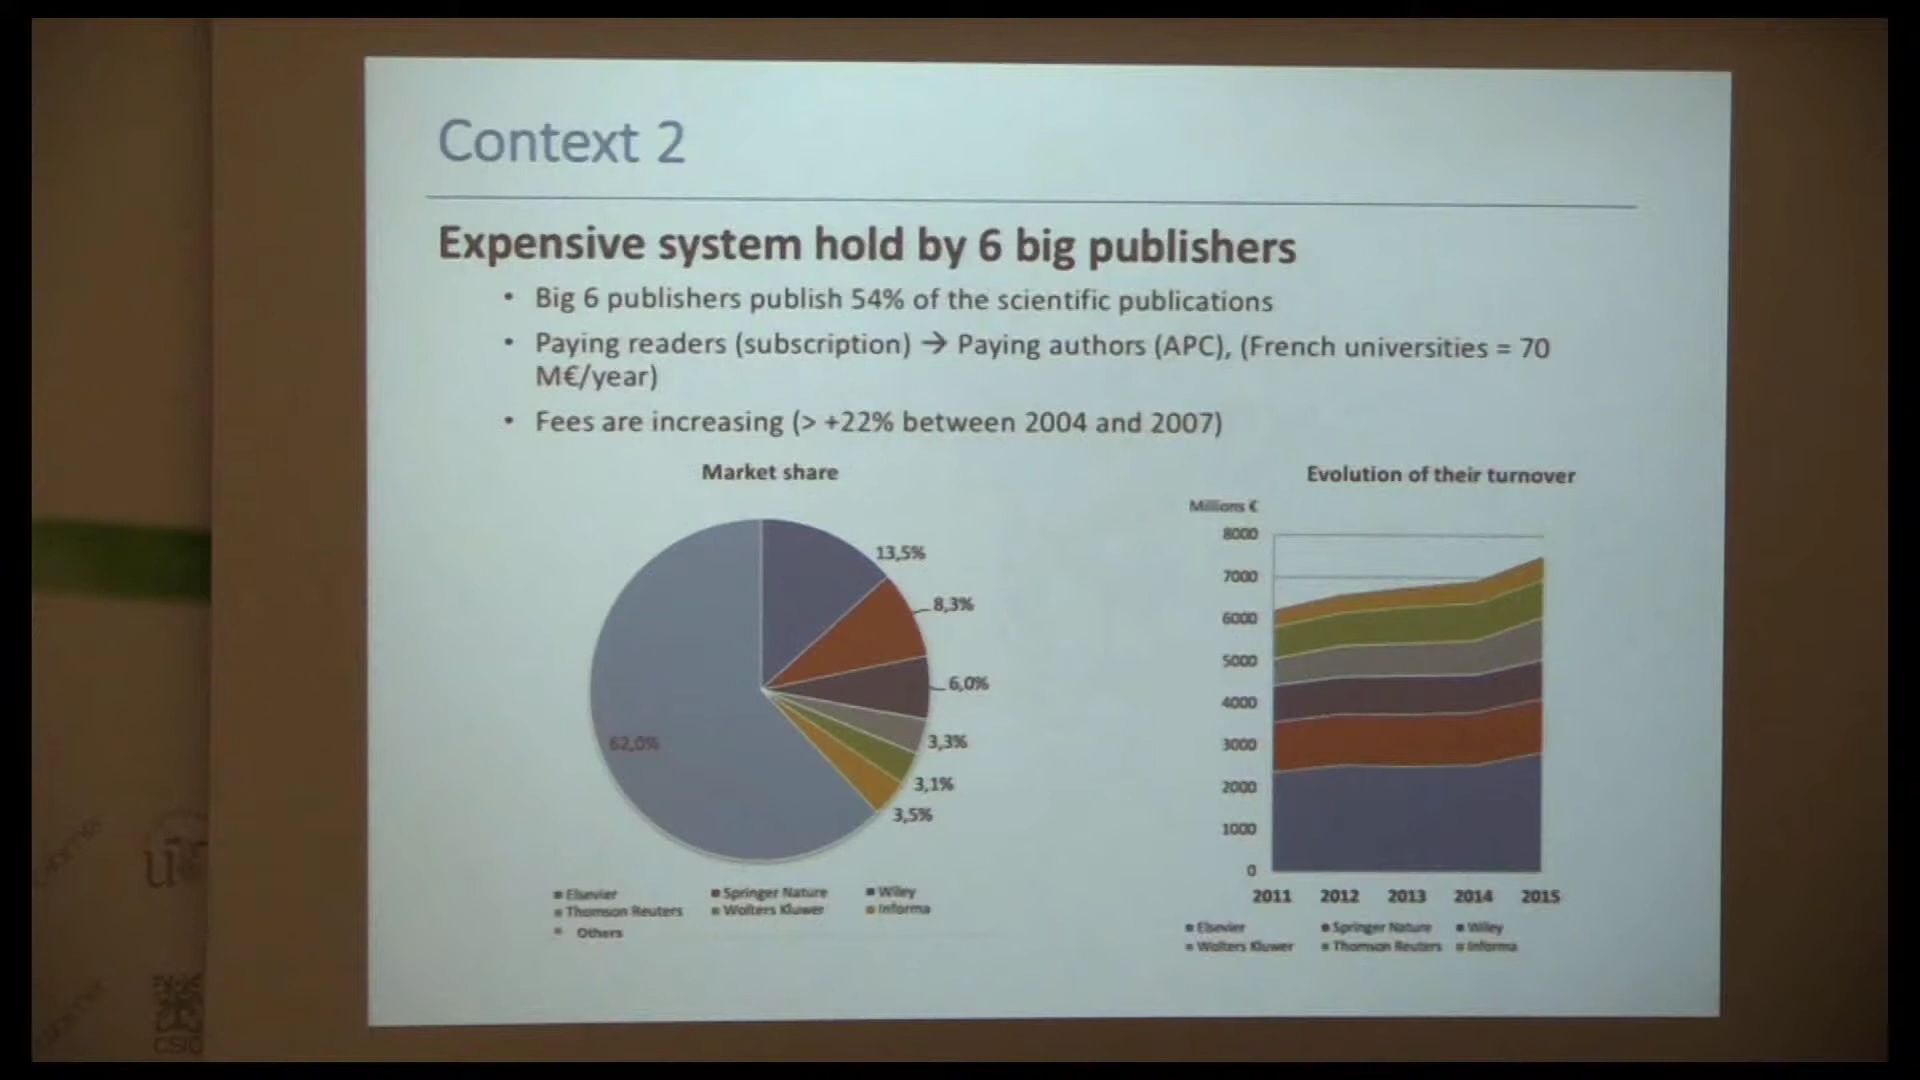 Context 2
Expensive system hold by 6 big publishers
• Big 6 publishers publish 54% of the scientific publications
• Paying readers (subscription) → Paying authors (APC), (French universities = 70
M€/year)
• Fees are increasing (> +22% between 2004 and 2007)
Market share
13,5%
8,3%
6,0%
3,3%
3,1%
3,5%
62,0%
Elsevier Springer Nature Wiley
Thomson Reuters Wolters Kluwer Informa
Others
Evolution of their turnover
Millions €
8000
7000
6000
5000
4000
3000
2000
1000
0
2011 2012 2013 2014 2015
Elsevier Springer Nature Wiley
Wolters Kluwer Thomson Reuters Informa
CSIC